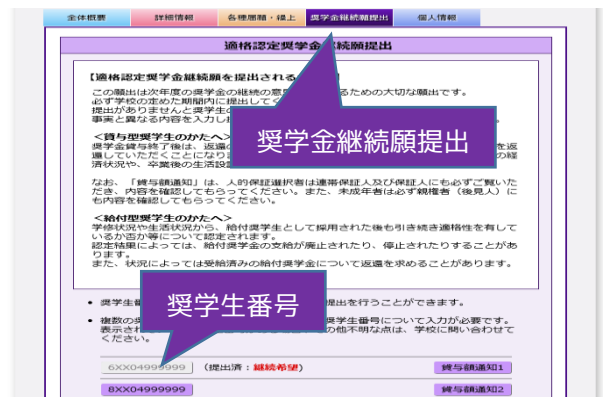 全体概要 詳細情報 各種届願・繰上 奨学金継続願提出 個人情報
適格認定奨学金継続願提出
【適格認定奨学金継続願を提出される
この願出は次年度の奨学金の継続の意思 るための大切な願出です。
必ず学校の定めた期間内に提出してく
提出がありませんと奨学生の
事実と異なる内容を入力し
奨学金継続願提出
<貸与型奨学生のかたへ>
奨学金貸与終了後は、返還の を返
還していただくことになりま の経
済状況や、卒業後の生活設
なお、「貸与額通知」は、人的保証選択者は連帯保証人及び保証人にも必ずご覧いた
だき、内容を確認してもらってください。また、未成年者は必ず親権者（後見人）に
も内容を確認してもらってください。
<給付型奨学生のかたへ>
学修状況や生活状況から、給付奨学生として採用された後も引き続き適格性を有して
いるか否か等について認定されます。
認定結果によっては、給付奨学金の支給が廃止されたり、停止されたりすることがあ
ります。
また、状況によっては受給済みの給付奨学金について返還を求めることがあります。
奨学生番号
• 奨学生番 提出を行うことができます。
• 複数の奨 奨学生番号について入力が必要です。
表示され の他不明な点は、学校に問い合わせて
ください。
6XX04999999 （提出済：継続希望） 貸与額通知1
8XX04999999 貸与額通知2